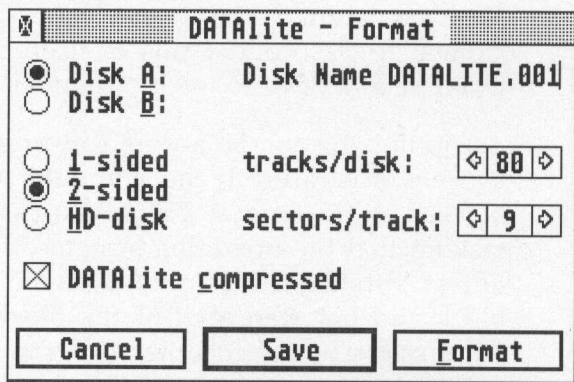 DATAlite - Format
Disk A: Disk Name DATALITE.001
Disk B:
1-sided tracks/disk: 80
2-sided
HD-disk sectors/track: 9
DATAlite compressed
Cancel Save Format